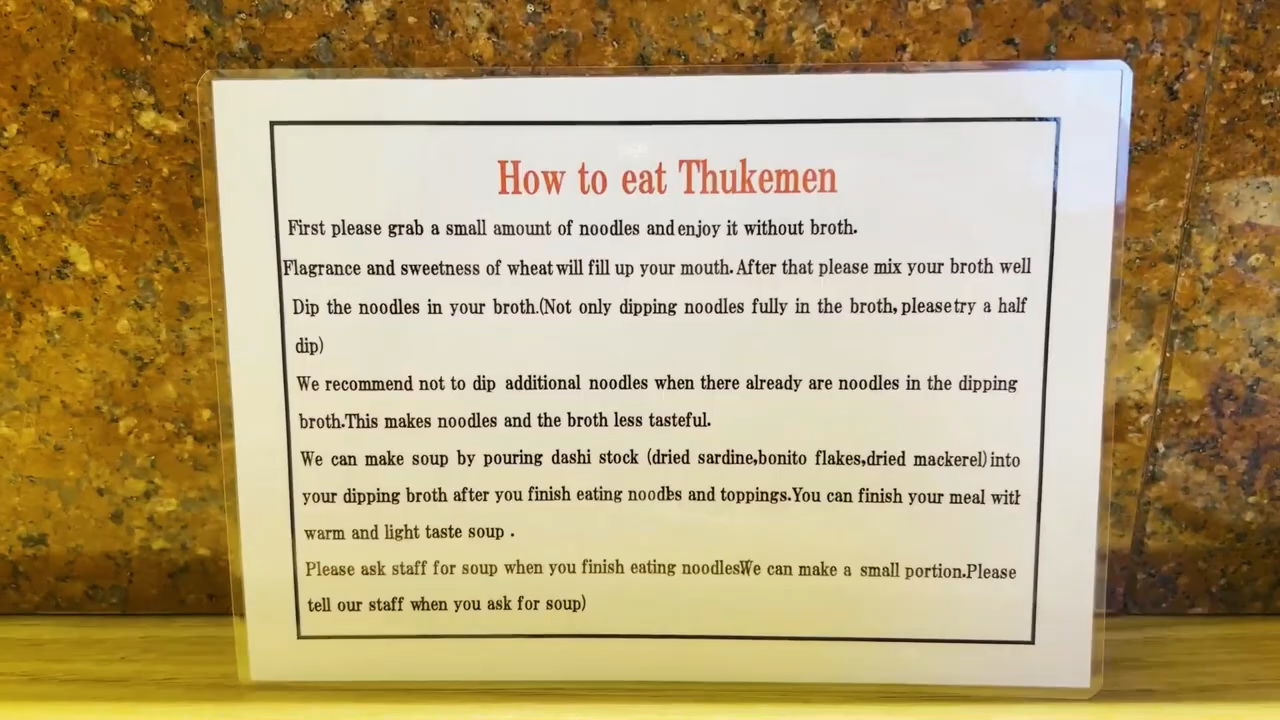 How to eat Thukemen
First please grab a small amount of noodles and enjoy it without broth.
Flagrance and sweetness of wheat will fill up your mouth. After that please mix your broth well
Dip the noodles in your broth.(Not only dipping noodles fully in the broth, please try a half
dip)
We recommend not to dip additional noodles when there already are noodles in the dipping
broth.This makes noodles and the broth less tasteful.
We can make soup by pouring dashi stock (dried sardine,bonito flakes,dried mackerel) into
your dipping broth after you finish eating noodles and toppings.You can finish your meal with
warm and light taste soup .
Please ask staff for soup when you finish eating noodlesWe can make a small portion.Please
tell our staff when you ask for soup)